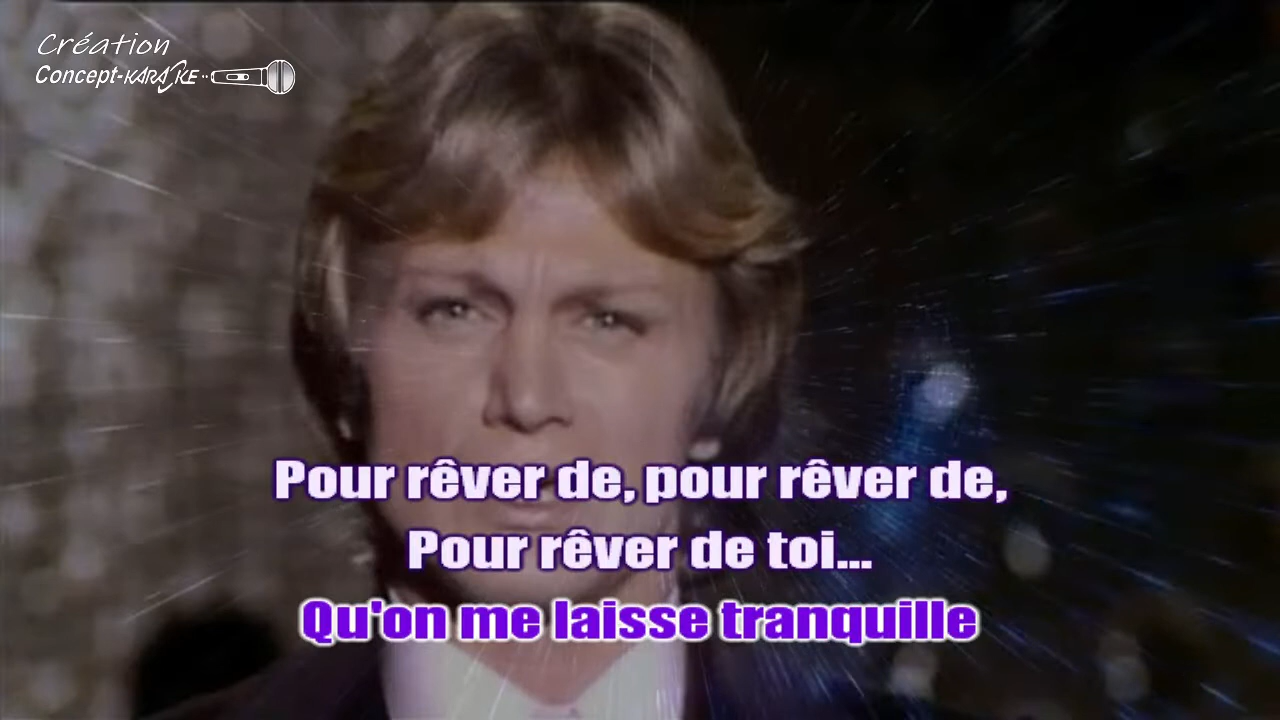 Création
Concept-KARAOKE
Pour rêver de, pour rêver de,
Pour rêver de toi...
Qu'on me laisse tranquille